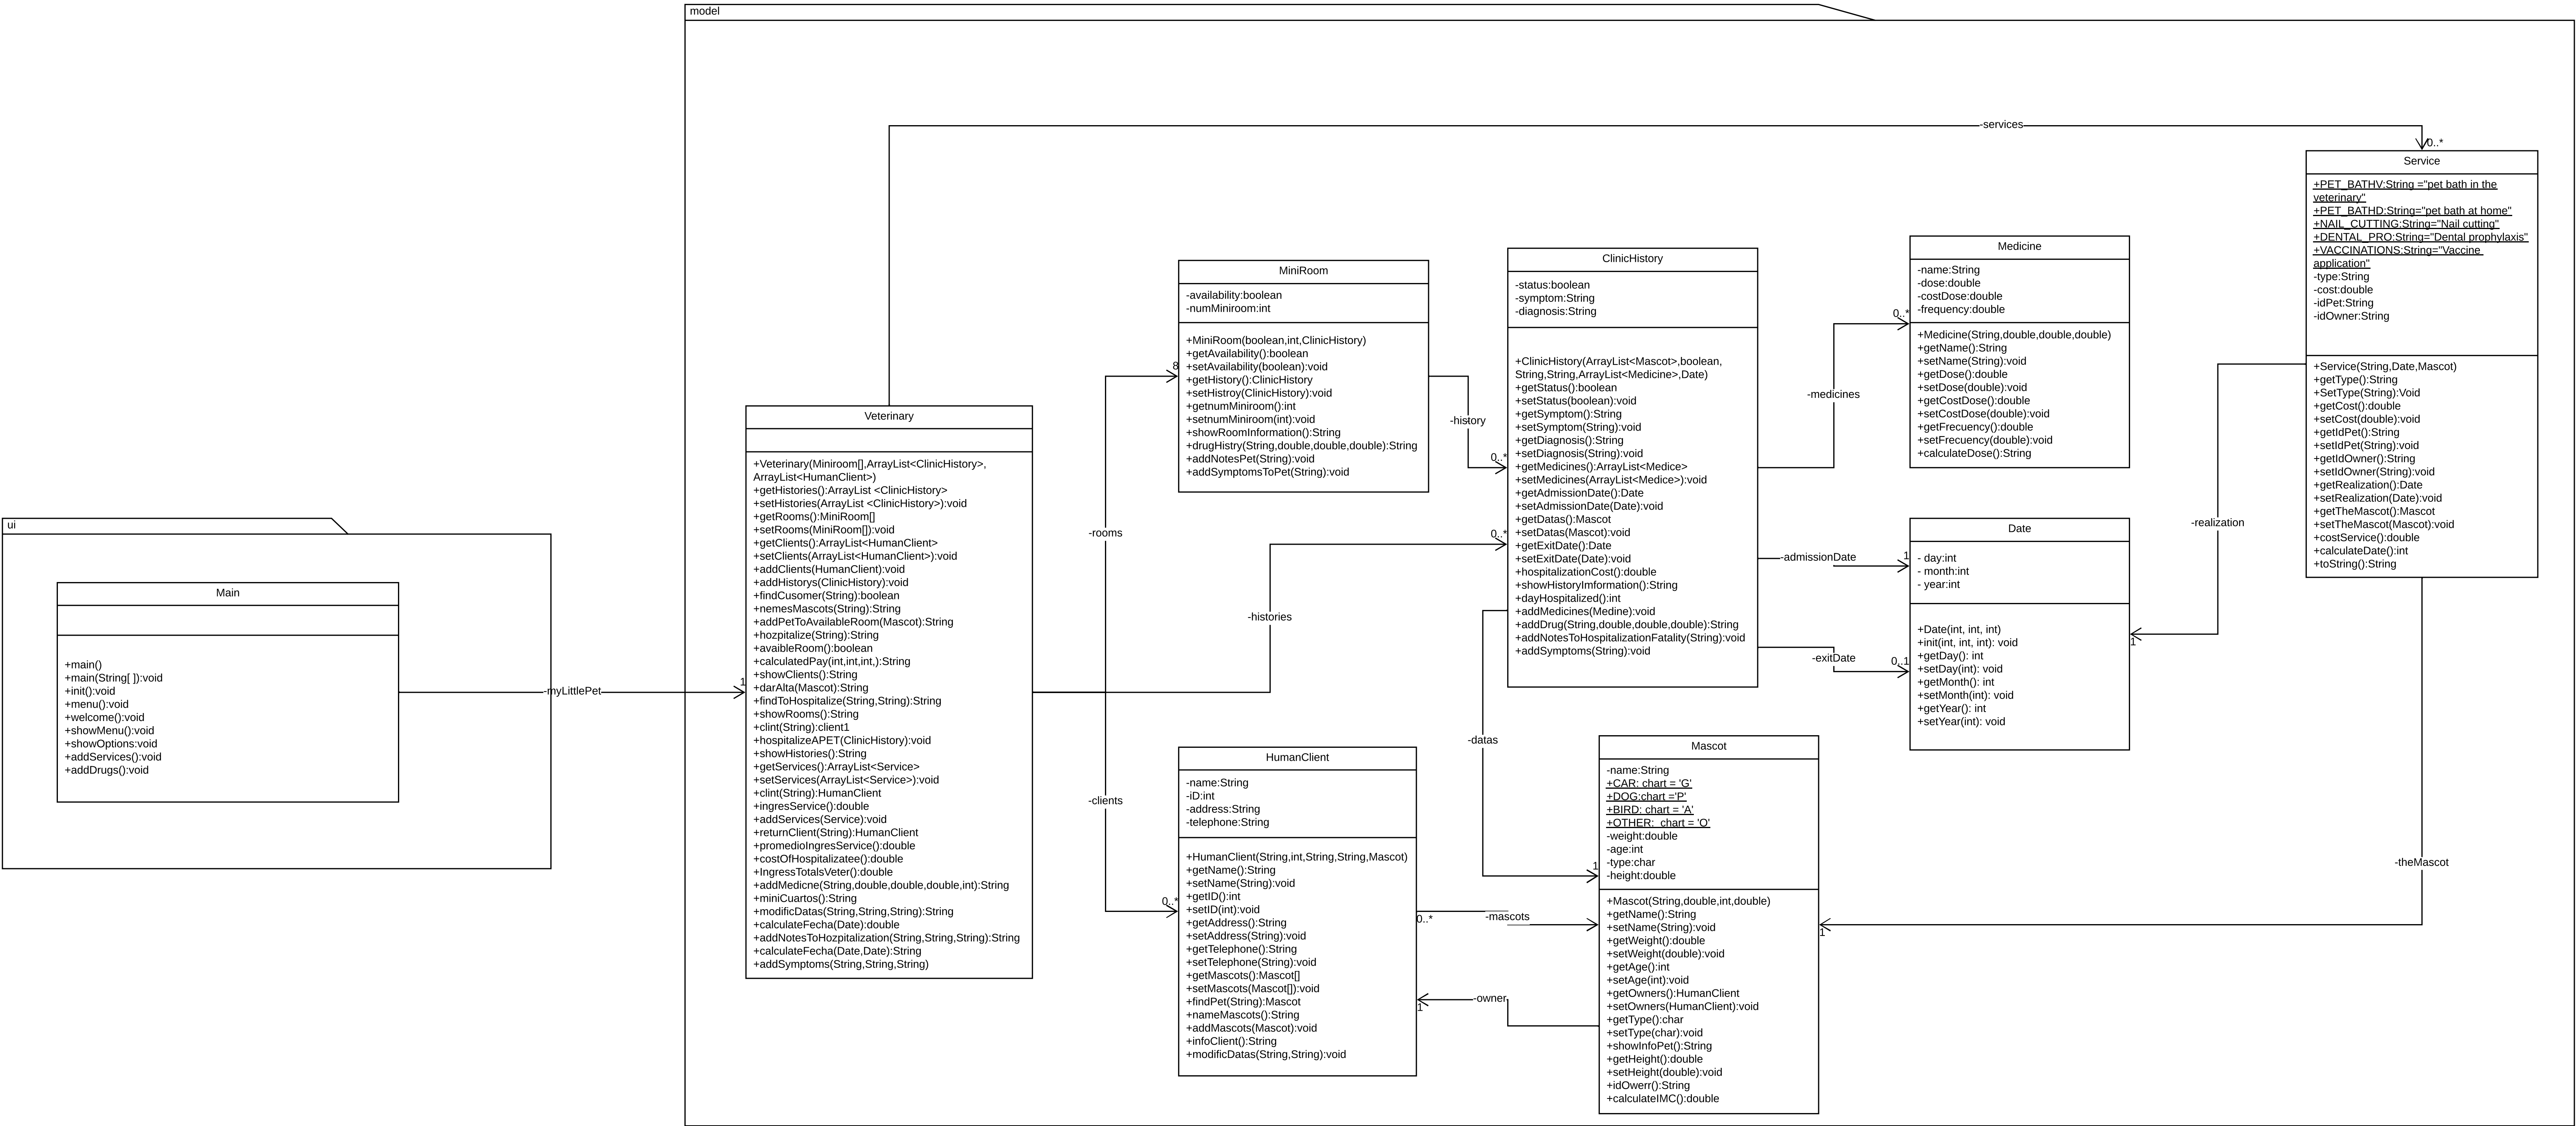 model
-services
0..*
Service
+PET_BATHV:String ="pet bath in the
veterinary"
+PET_BATHD:String="pet bath at home"
+NAIL_CUTTING:String="Nail cutting"
+DENTAL_PRO:String="Dental prophylaxis"
+VACCINATIONS:String="Vaccine
application"
-type:String
-cost:double
-idPet:String
-idOwner:String
+Service(String,Date,Mascot)
+getType():String
+SetType(String):Void
+getCost():double
+setCost(double):void
+getIdPet():String
+setIdPet(String):void
+getIdOwner():String
+setIdOwner(String):void
+getRealization():Date
+setRealization(Date):void
+getTheMascot():Mascot
+setTheMascot(Mascot):void
+costService():double
+calculateDate():int
+toString():String
Medicine
-name:String
-dose:double
-costDose:double
-frequency:double
+Medicine(String,double,double,double)
+getName():String
+setName(String):void
+getDose():double
+setDose(double):void
+getCostDose():double
+setCostDose(double):void
+getFrecuency():double
+setFrecuency(double):void
+calculateDose():String
0..*
-medicines
ClinicHistory
-status:boolean
-symptom:String
-diagnosis:String
+ClinicHistory(ArrayList<Mascot>,boolean,
String,String,ArrayList<Medicine>,Date)
+getStatus():boolean
+setStatus(boolean):void
+getSymptom():String
+setSymptom(String):void
+getDiagnosis():String
+setDiagnosis(String):void
+getMedicines():ArrayList<Medice>
+setMedicines(ArrayList<Medice>):void
+getAdmissionDate():Date
+setAdmissionDate(Date):void
+getDatas():Mascot
+setDatas(Mascot):void
+getExitDate():Date
+setExitDate(Date):void
+hospitalizationCost():double
+showHistoryImformation():String
+dayHospitalized():int
+addMedicines(Medine):void
+addDrug(String,double,double,double):String
+addNotesToHospitalizationFatality(String):void
+addSymptoms(String):void
MiniRoom
-availability:boolean
-numMiniroom:int
+MiniRoom(boolean,int,ClinicHistory)
+getAvailability():boolean
+setAvailability(boolean):void
+getHistory():ClinicHistory
+setHistroy(ClinicHistory):void
+getnumMiniroom():int
+setnumMiniroom(int):void
+showRoomInformation():String
+drugHistry(String,double,double,double):String
+addNotesPet(String):void
+addSymptomsToPet(String):void
8
-history
0..*
Veterinary
+Veterinary(Miniroom[],ArrayList<ClinicHistory>,
ArrayList<HumanClient>)
+getHistories():ArrayList <ClinicHistory>
+setHistories(ArrayList <ClinicHistory>):void
+getRooms():MiniRoom[]
+setRooms(MiniRoom[]):void
+getClients():ArrayList<HumanClient>
+setClients(ArrayList<HumanClient>):void
+addClients(HumanClient):void
+addHistorys(ClinicHistory):void
+findCusomer(String):boolean
+nemesMascots(String):String
+addPetToAvailableRoom(Mascot):String
+hozpitalize(String):String
+avaibleRoom():boolean
+calculatedPay(int,int,int,):String
+showClients():String
+darAlta(Mascot):String
+findToHospitalize(String,String):String
+showRooms():String
+clint(String):client1
+hospitalizeAPET(ClinicHistory):void
+showHistories():String
+getServices():ArrayList<Service>
+setServices(ArrayList<Service>):void
+clint(String):HumanClient
+ingresService():double
+addServices(Service):void
+returnClient(String):HumanClient
+promedioIngresService():double
+costOfHospitalizatee():double
+IngressTotalsVeter():double
+addMedicne(String,double,double,double,int):String
+miniCuartos():String
+modificDatas(String,String,String):String
+calculateFecha(Date):double
+addNotesToHozpitalization(String,String,String):String
+calculateFecha(Date,Date):String
+addSymptoms(String,String,String)
-rooms
-histories
0..*
-clients
0..*
ui
Main
+main()
+main(String[ ]):void
+init():void
+menu():void
+welcome():void
+showMenu():void
+showOptions:void
+addServices():void
+addDrugs():void
-myLittlePet
1
Date
- day:int
- month:int
- year:int
+Date(int, int, int)
+init(int, int, int): void
+getDay(): int
+setDay(int): void
+getMonth(): int
+setMonth(int): void
+getYear(): int
+setYear(int): void
-admissionDate
1
-exitDate
0..1
-realization
1
-datas
1
HumanClient
-name:String
-iD:int
-address:String
-telephone:String
+HumanClient(String,int,String,String,Mascot)
+getName():String
+setName(String):void
+getID():int
+setID(int):void
+getAddress():String
+setAddress(String):void
+getTelephone():String
+setTelephone(String):void
+getMascots():Mascot[]
+setMascots(Mascot[]):void
+findPet(String):Mascot
+nameMascots():String
+addMascots(Mascot):void
+infoClient():String
+modificDatas(String,String):void
0..*
-mascots
-owner
1
Mascot
-name:String
+CAR: chart = 'G'
+DOG:chart ='P'
+BIRD: chart = 'A'
+OTHER:  chart = 'O'
-weight:double
-age:int
-type:char
-height:double
+Mascot(String,double,int,double)
+getName():String
+setName(String):void
+getWeight():double
+setWeight(double):void
+getAge():int
+setAge(int):void
+getOwners():HumanClient
+setOwners(HumanClient):void
+getType():char
+setType(char):void
+showInfoPet():String
+getHeight():double
+setHeight(double):void
+idOwerr():String
+calculateIMC():double
-theMascot
1